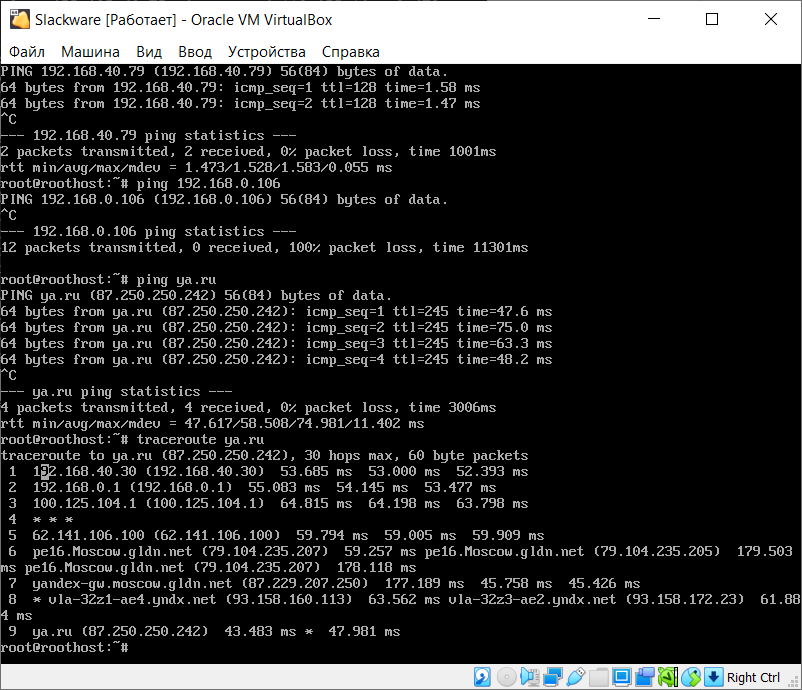 Slackware [Работает] - Oracle VM VirtualBox
Файл Машина Вид Ввод Устройства Справка
PING 192.168.40.79 (192.168.40.79) 56(84) bytes of data.
64 bytes from 192.168.40.79: icmp_seq=1 ttl=128 time=1.58 ms
64 bytes from 192.168.40.79: icmp_seq=2 ttl=128 time=1.47 ms
^C
--- 192.168.40.79 ping statistics ---
2 packets transmitted, 2 received, 0% packet loss, time 1001ms
rtt min/avg/max/mdev = 1.473/1.528/1.583/0.055 ms
root@roothost:~# ping 192.168.0.106
PING 192.168.0.106 (192.168.0.106) 56(84) bytes of data.
^C
--- 192.168.0.106 ping statistics ---
12 packets transmitted, 0 received, 100% packet loss, time 11301ms
root@roothost:~# ping ya.ru
PING ya.ru (87.250.250.242) 56(84) bytes of data.
64 bytes from ya.ru (87.250.250.242): icmp_seq=1 ttl=245 time=47.6 ms
64 bytes from ya.ru (87.250.250.242): icmp_seq=2 ttl=245 time=75.0 ms
64 bytes from ya.ru (87.250.250.242): icmp_seq=3 ttl=245 time=63.3 ms
64 bytes from ya.ru (87.250.250.242): icmp_seq=4 ttl=245 time=48.2 ms
^C
--- ya.ru ping statistics ---
4 packets transmitted, 4 received, 0% packet loss, time 3006ms
rtt min/avg/max/mdev = 47.617/58.508/74.981/11.402 ms
root@roothost:~# traceroute ya.ru
traceroute to ya.ru (87.250.250.242), 30 hops max, 60 byte packets
1 192.168.40.30 (192.168.40.30) 53.685 ms 53.000 ms 52.393 ms
2 192.168.0.1 (192.168.0.1) 55.083 ms 54.145 ms 53.477 ms
3 100.125.104.1 (100.125.104.1) 64.815 ms 64.198 ms 63.798 ms
4 * * *
5 62.141.106.100 (62.141.106.100) 59.794 ms 59.005 ms 59.909 ms
6 pe16.Moscow.gldn.net (79.104.235.207) 59.257 ms pe16.Moscow.gldn.net (79.104.235.205) 179.503
ms pe16.Moscow.gldn.net (79.104.235.207) 178.118 ms
7 yandex-gw.moscow.gldn.net (87.229.207.250) 177.189 ms 45.758 ms 45.426 ms
8 * vla-32z1-ae4.yndx.net (93.158.160.113) 63.562 ms vla-32z3-ae2.yndx.net (93.158.172.23) 61.88
4 ms
9 ya.ru (87.250.250.242) 43.483 ms * 47.981 ms
root@roothost:~#
Right Ctrl